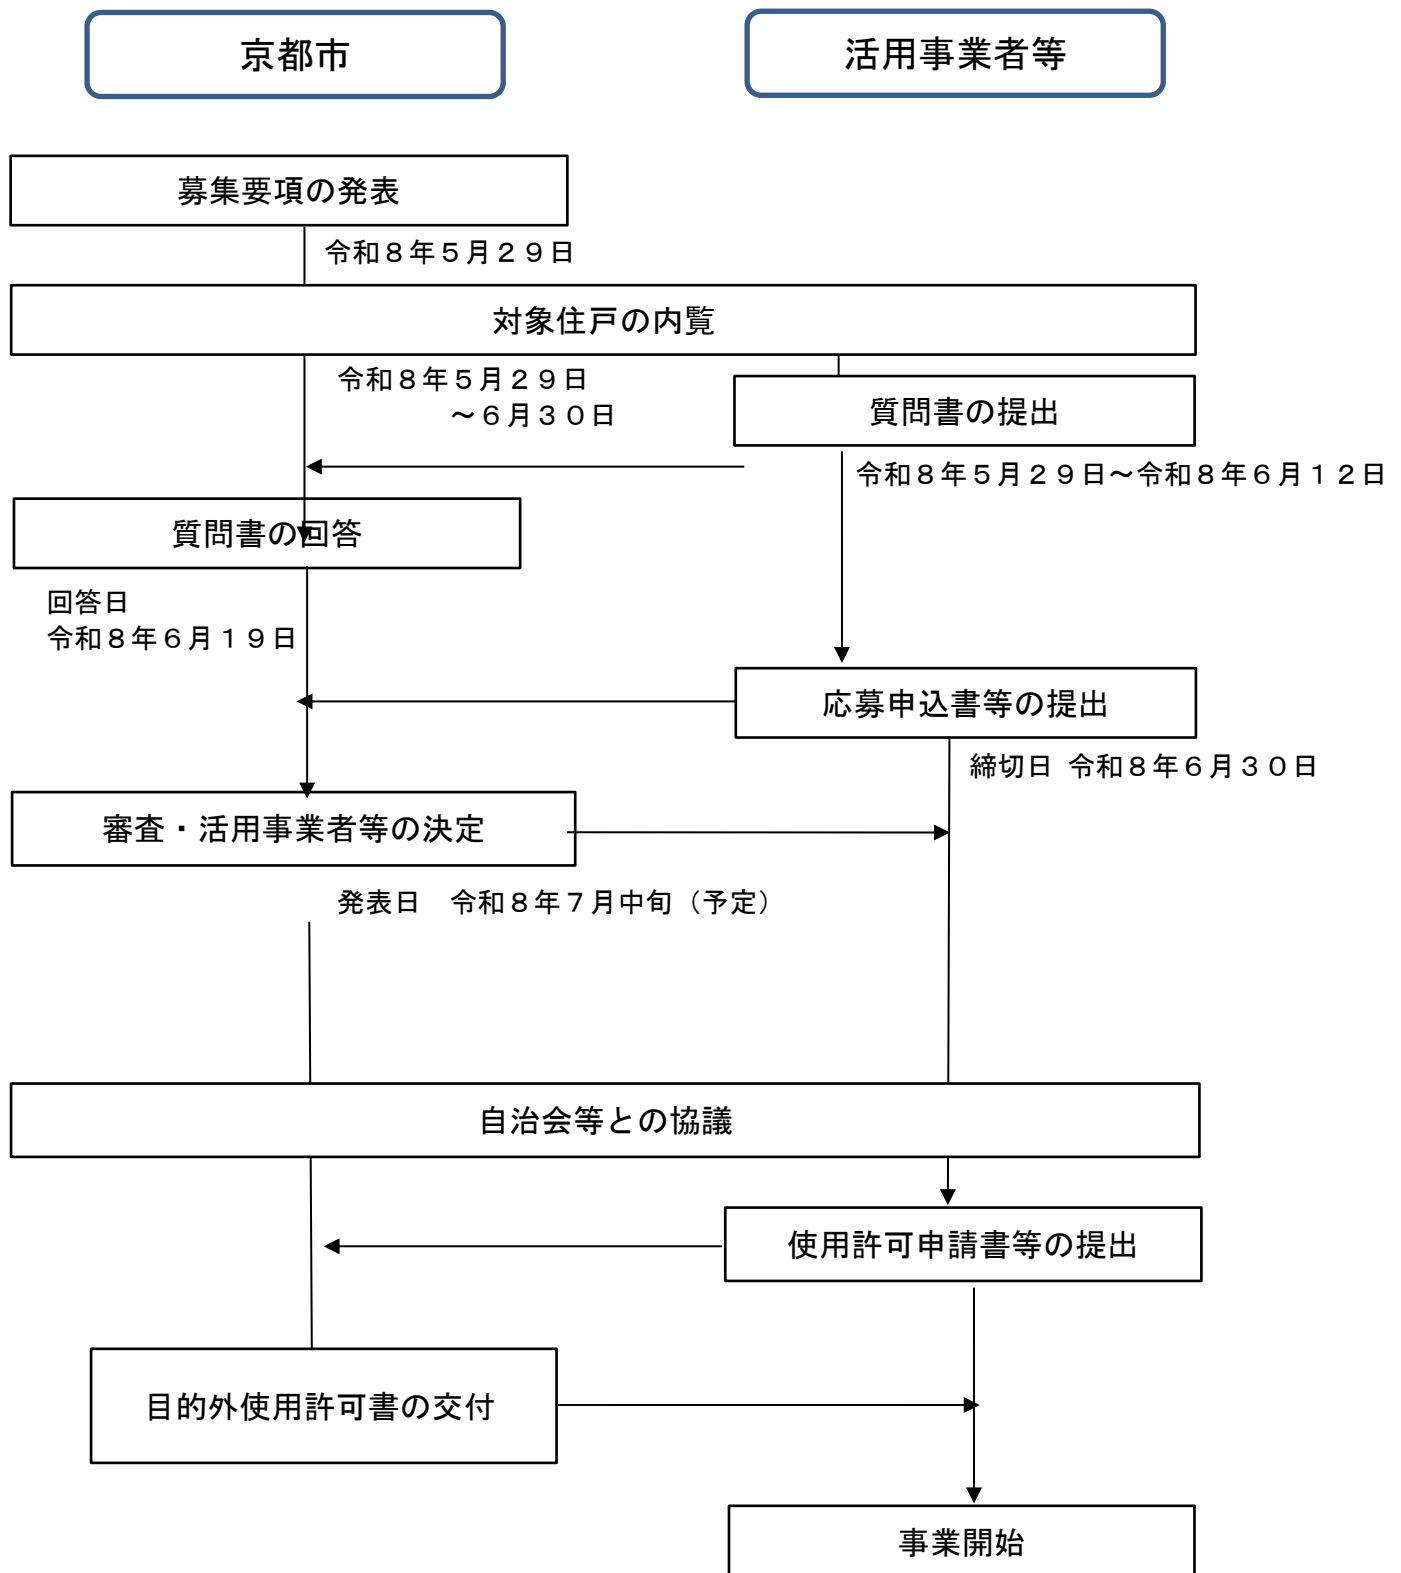 京都市
活用事業者等
募集要項の発表
令和８年５月２９日
対象住戸の内覧
令和８年５月２９日
～６月３０日
質問書の提出
令和８年５月２９日～令和８年６月１２日
質問書の回答
回答日
令和８年６月１９日
応募申込書等の提出
締切日 令和８年６月３０日
審査・活用事業者等の決定
発表日　令和８年７月中旬（予定）
自治会等との協議
使用許可申請書等の提出
目的外使用許可書の交付
事業開始